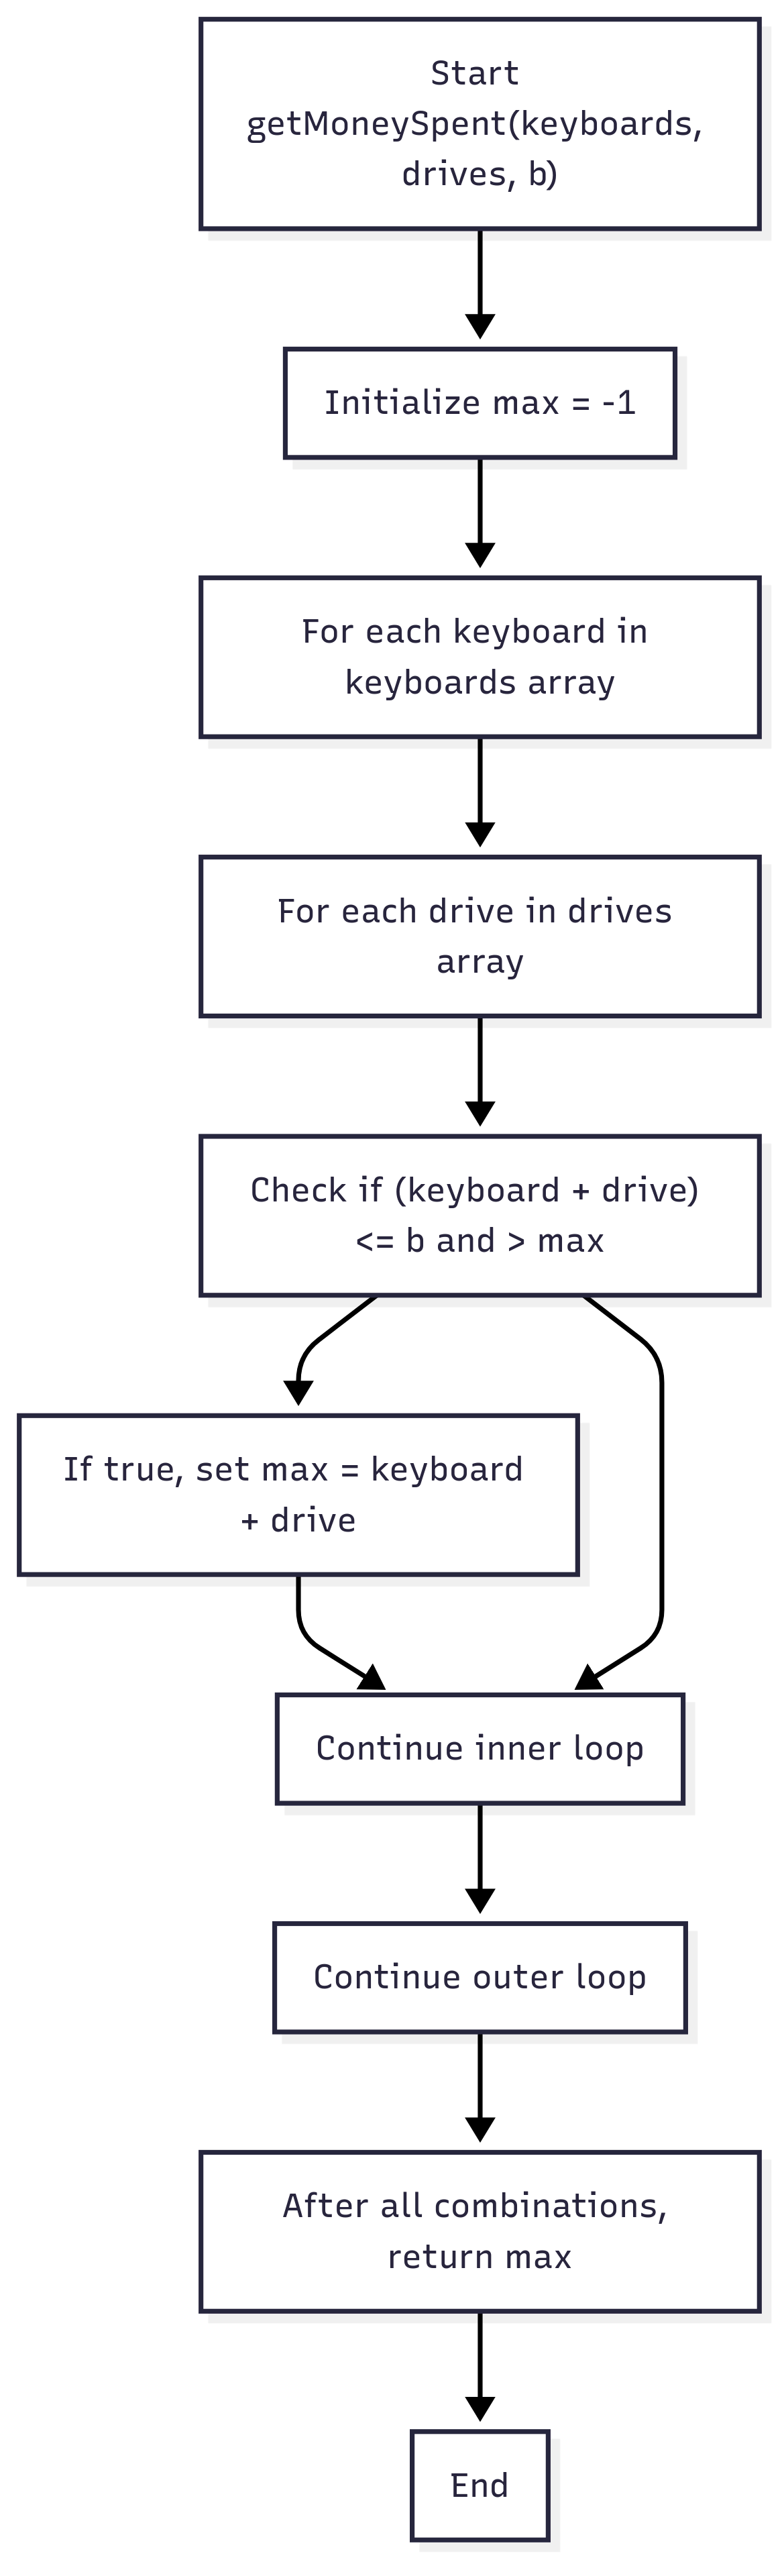 Start
getMoneySpent(keyboards,
drives, b)
Initialize max = -1
For each keyboard in
keyboards array
For each drive in drives
array
Check if (keyboard + drive)
<= b and > max
If true, set max = keyboard
+ drive
Continue inner loop
Continue outer loop
After all combinations,
return max
End